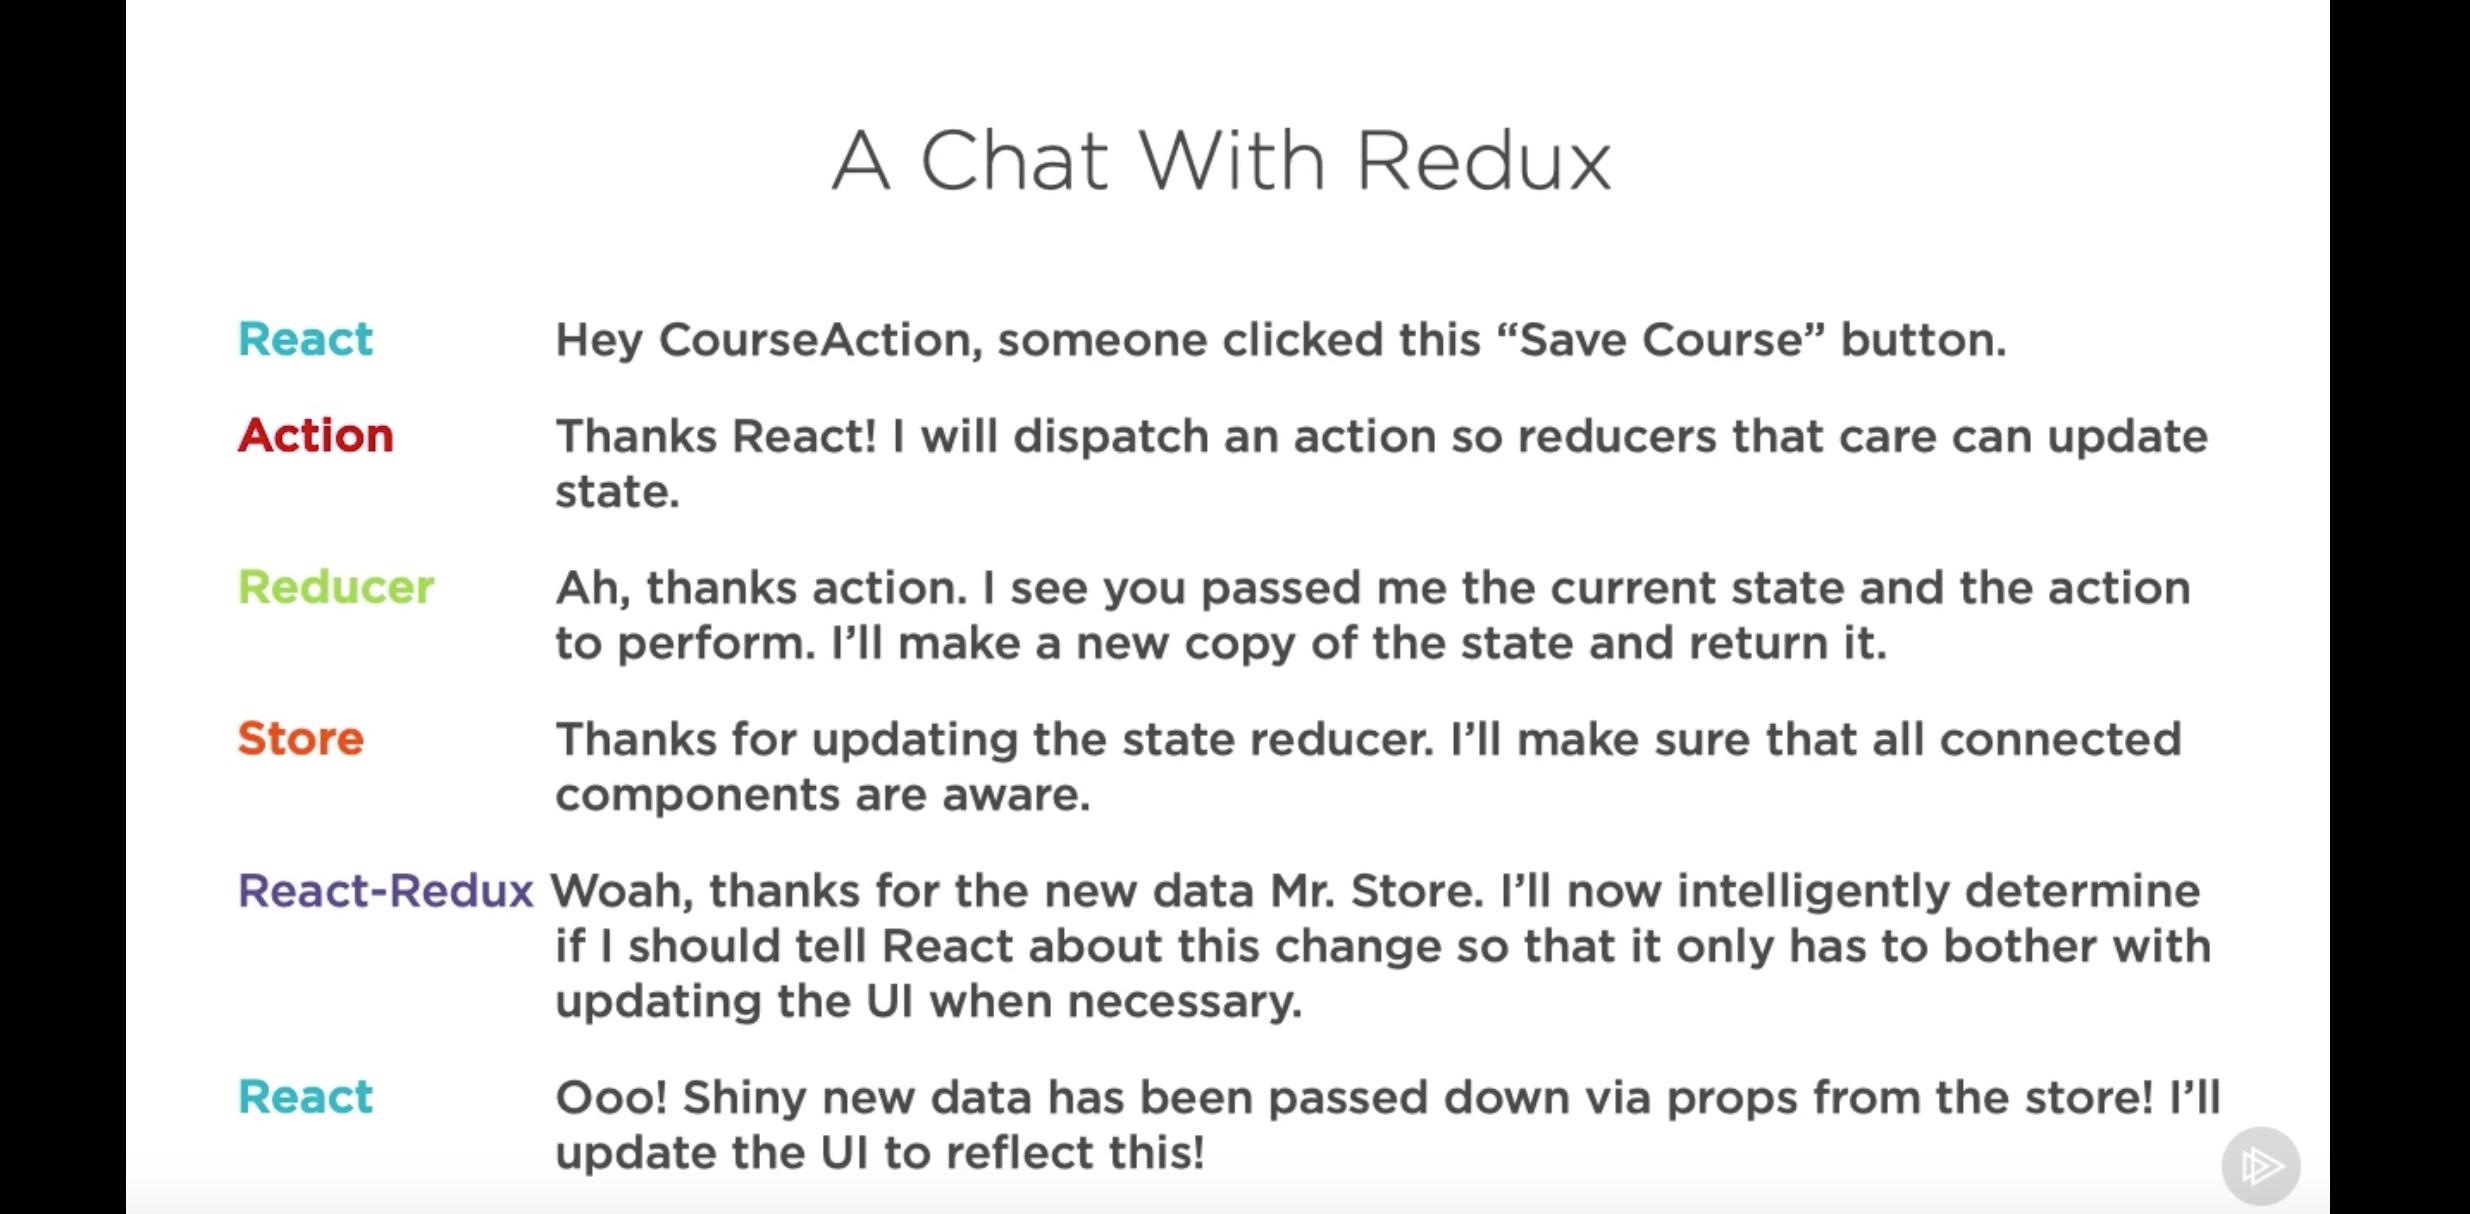 A Chat With Redux
React Hey CourseAction, someone clicked this “Save Course” button.
Action Thanks React! I will dispatch an action so reducers that care can update
state.
Reducer Ah, thanks action. I see you passed me the current state and the action
to perform. I’ll make a new copy of the state and return it.
Store Thanks for updating the state reducer. I’ll make sure that all connected
components are aware.
React-Redux Woah, thanks for the new data Mr. Store. I’ll now intelligently determine
if I should tell React about this change so that it only has to bother with
updating the UI when necessary.
React Ooo! Shiny new data has been passed down via props from the store! I’ll
update the UI to reflect this!